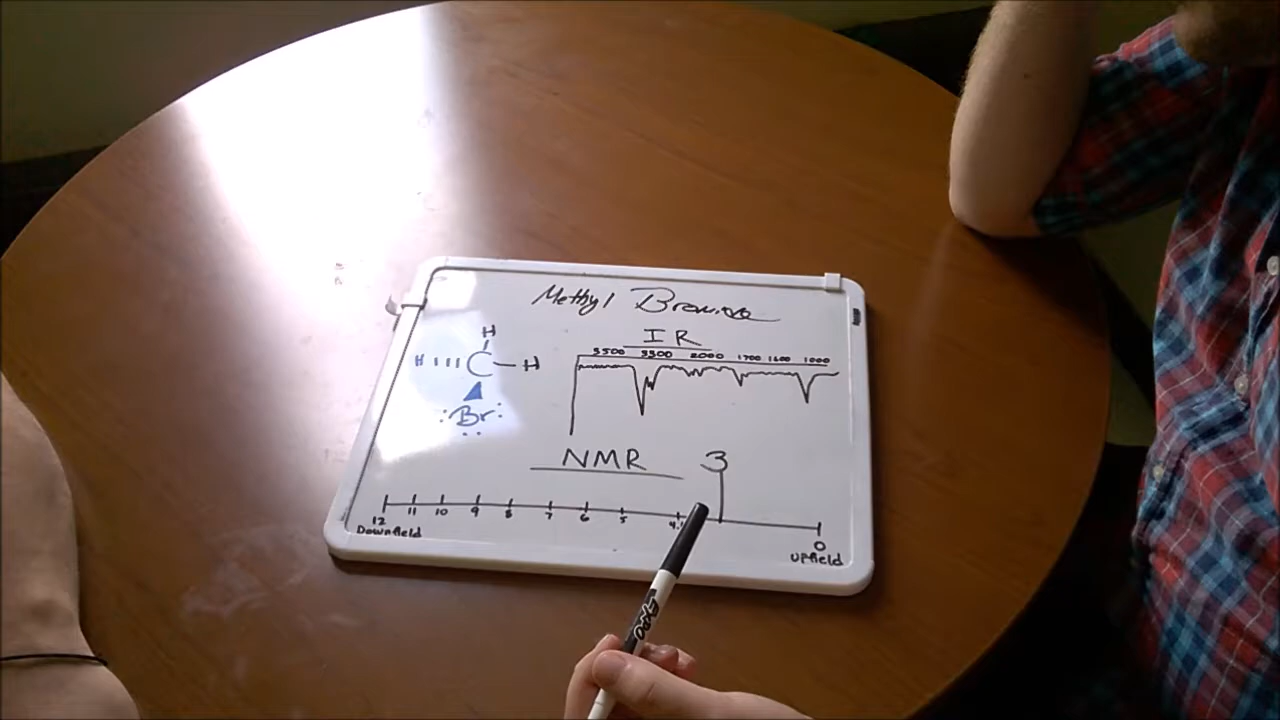 Methyl Bromide
IR
3500 3300 2000 1700 1600 1000
H
H C H
:Br:
NMR 3
12 11 10 9 8 7 6 5 0
Downfield Upfield
EXPO